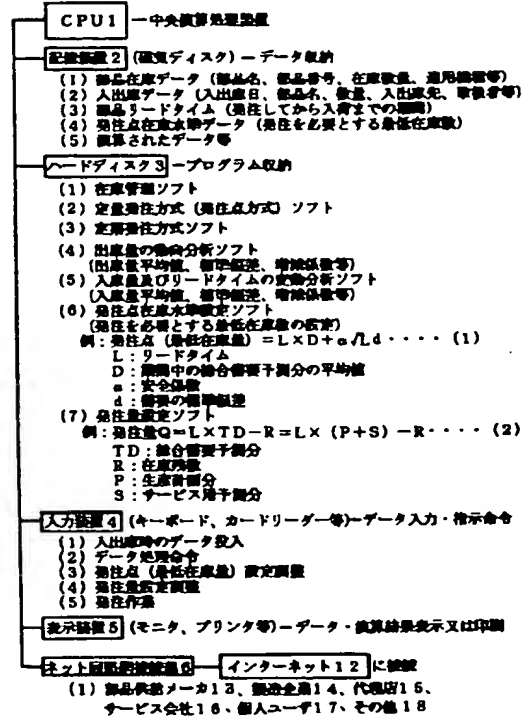 CPU1 ー中央演算処理装置
記憶装置2 (磁気ディスク) ーデータ収納
(1) 部品在庫データ (部品名、部品番号、在庫数量、適用機種等)
(2) 入出庫データ (入出庫日、部品名、数量、入出庫先、取扱者等)
(3) 部品リードタイム (発注してから入荷までの期間)
(4) 発注点在庫水準データ (発注を必要とする最低在庫数)
(5) 演算されたデータ等
ハードディスク3 ープログラム収納
(1) 在庫管理ソフト
(2) 定量発注方式 (発注点方式) ソフト
(3) 定期発注方式ソフト
(4) 出庫量の動向分析ソフト
(出庫量平均値、標準偏差、増減係数等)
(5) 入庫量及びリードタイムの変動分析ソフト
(入庫量平均値、標準偏差、増減係数等)
(6) 発注点在庫水準設定ソフト
(発注を必要とする最低在庫数の設定)
例:発注点 (最低在庫量) =L×D+α√Ld ・・・・ (1)
L:リードタイム
D:期間中の総合需要予測分の平均値
α:安全係数
d:需要の標準偏差
(7) 発注量設定ソフト
例:発注量Q=L×TD-R=L× (P+S) -R・・・・ (2)
TD:総合需要予測分
R:在庫残数
P:生産計画分
S:サービス用予測分
入力装置4 (キーボード、カードリーダー等)ーデータ入力・指示命令
(1) 入出庫時のデータ投入
(2) データ処理命令
(3) 発注点 (最低在庫量) 設定調整
(4) 発注量設定調整
(5) 発注作業
表示装置5 (モニタ、プリンタ等) ーデータ・演算結果表示又は印刷
ネット回路網接続器6 インターネット12 に接続
(1) 部品供給メーカ13、製造企業14、代理店15、
サービス会社16、個人ユーザ17、その他18